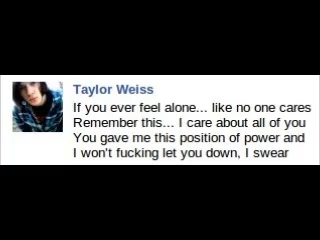 Taylor Weiss
If you ever feel alone... like no one cares
Remember this... I care about all of you
You gave me this position of power and
I won't fucking let you down, I swear